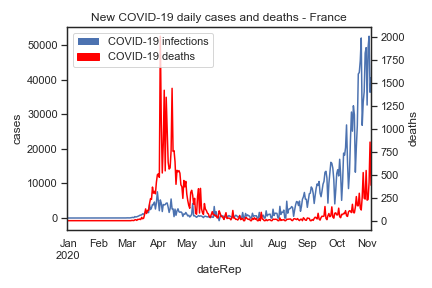 New COVID-19 daily cases and deaths - France
COVID-19 infections
COVID-19 deaths
50000
40000
30000
20000
10000
0
cases
2000
1750
1500
1250
1000
750
500
250
0
deaths
Jan Feb Mar Apr May Jun Jul Aug Sep Oct Nov
2020
dateRep